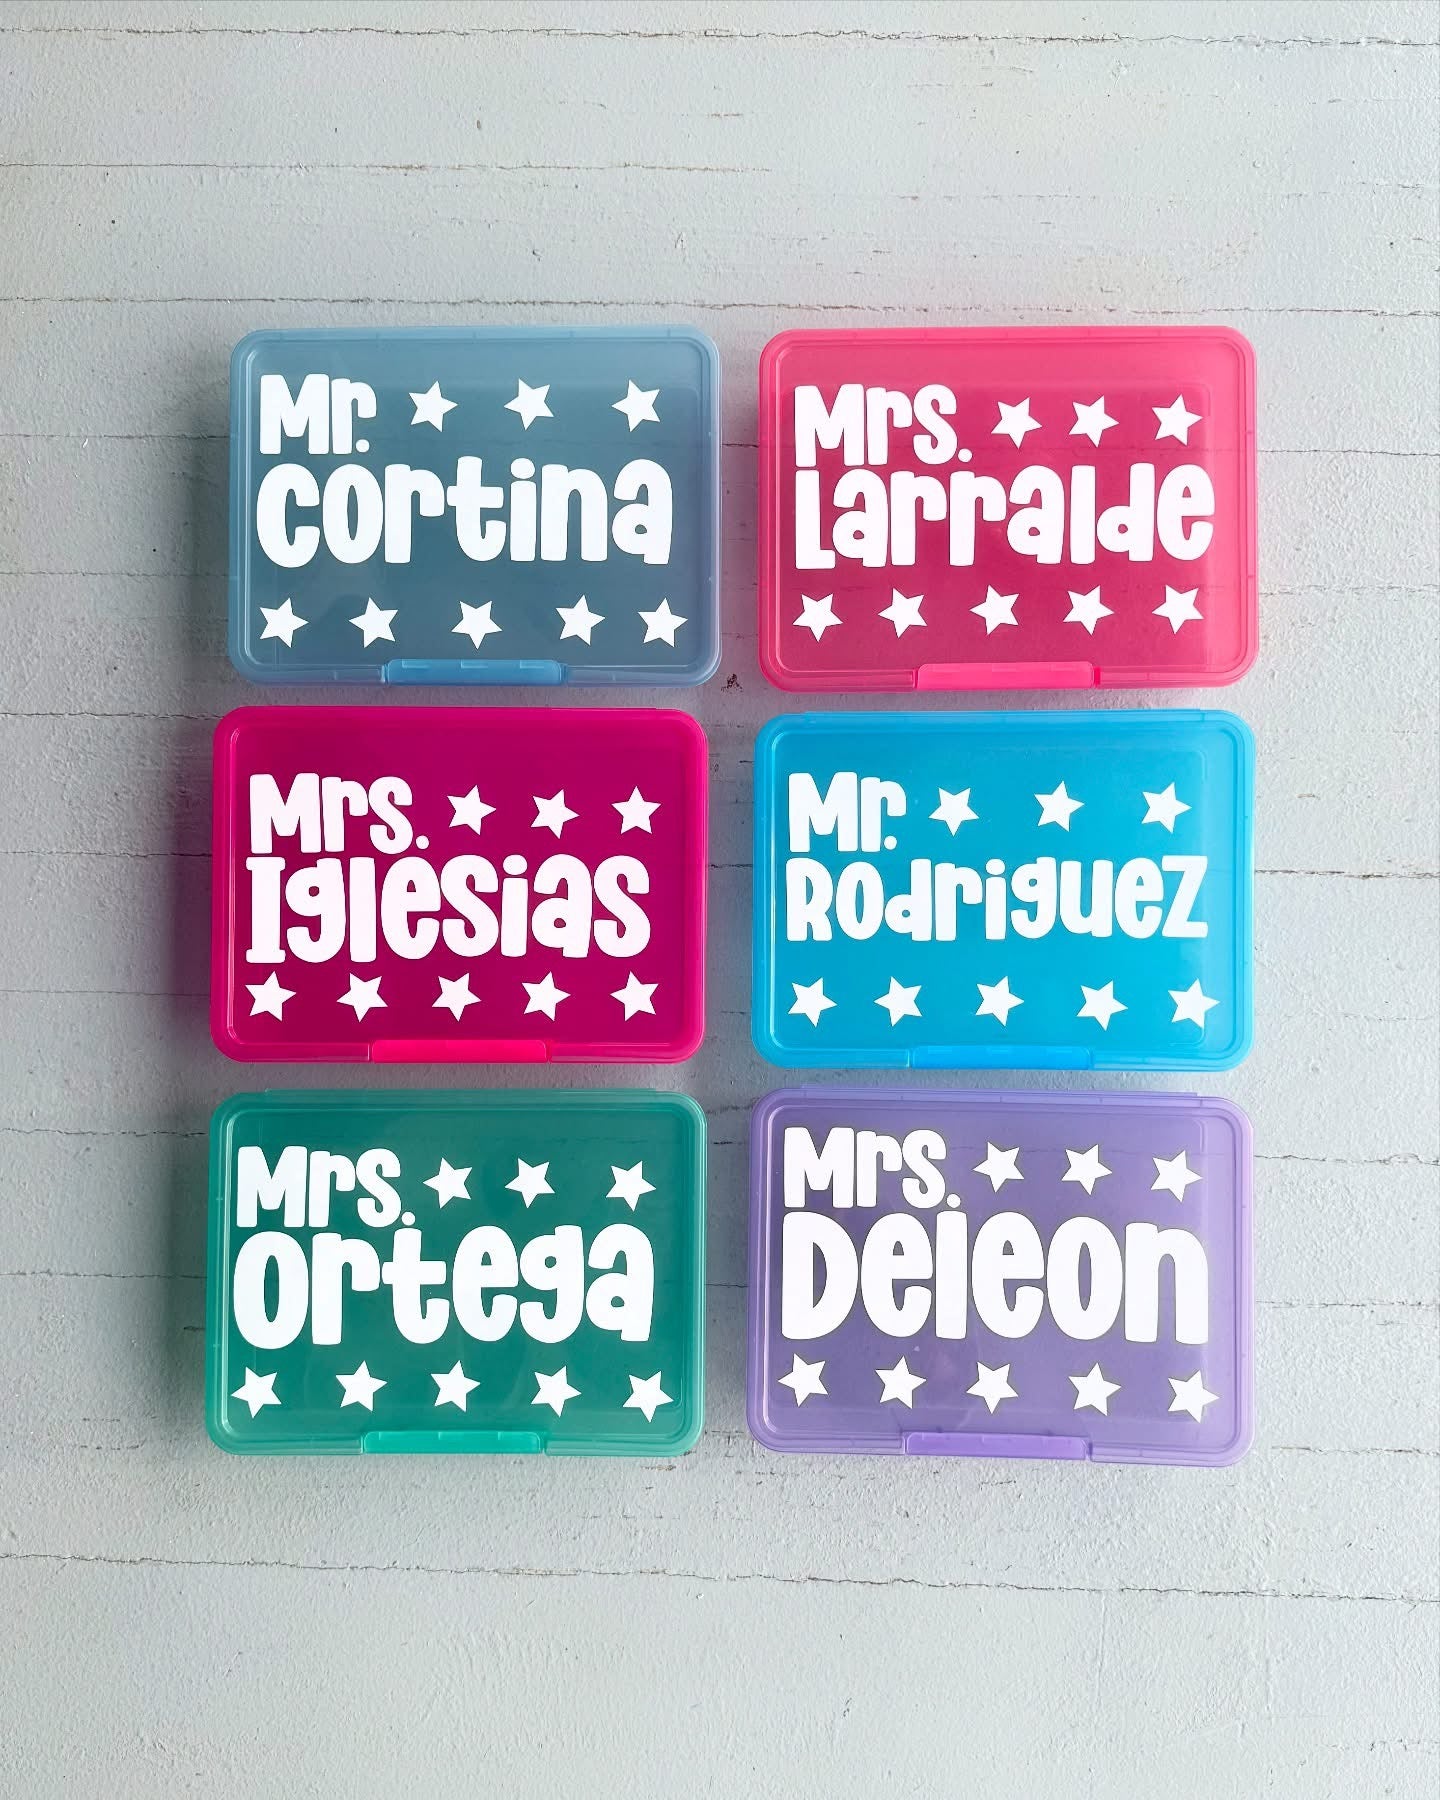 Mr.
Cortina
Mrs.
Larralde
Mrs.
Iglesias
Mr.
Rodriguez
Mrs.
Ortega
Mrs.
Deleon